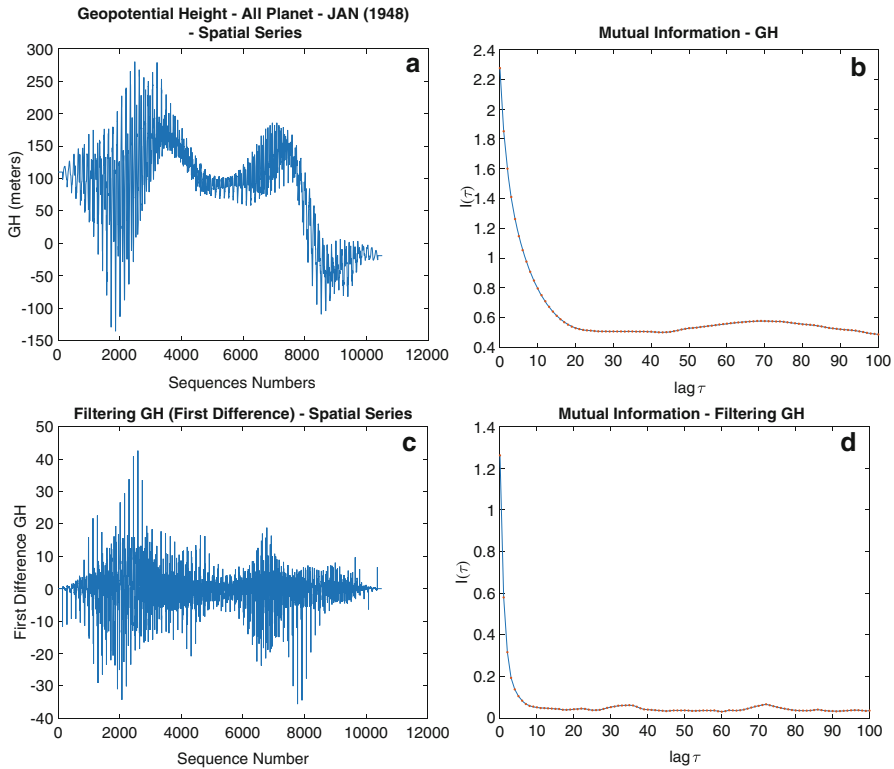 Geopotential Height - All Planet - JAN (1948)
- Spatial Series
a
GH (meters)
300
250
200
150
100
50
0
-50
-100
-150
0 2000 4000 6000 8000 10000 12000
Sequences Numbers
Mutual Information - GH
b
I(τ)
2.4
2.2
2
1.8
1.6
1.4
1.2
1
0.8
0.6
0.4
0 10 20 30 40 50 60 70 80 90 100
lag τ
Filtering GH (First Difference) - Spatial Series
c
First Difference GH
50
40
30
20
10
0
-10
-20
-30
-40
0 2000 4000 6000 8000 10000 12000
Sequence Number
Mutual Information - Filtering GH
d
I(τ)
1.4
1.2
1
0.8
0.6
0.4
0.2
0
0 10 20 30 40 50 60 70 80 90 100
lag τ